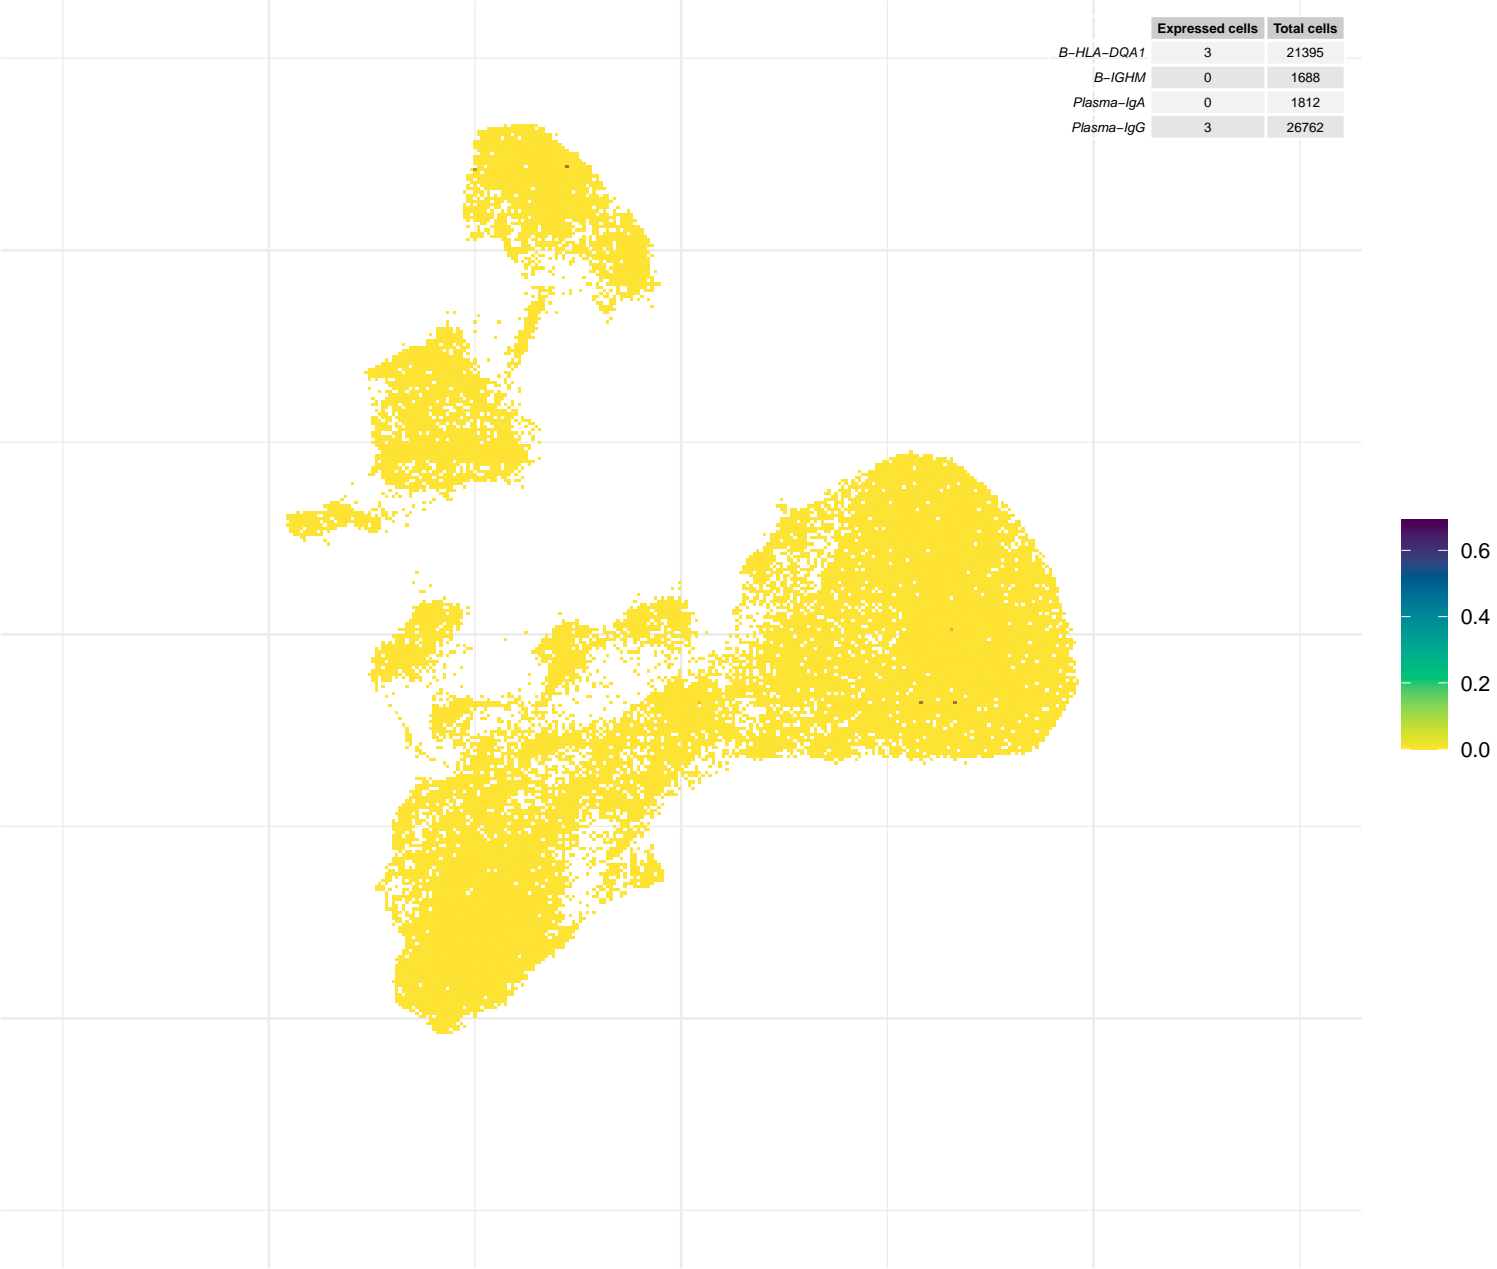 Expressed cells Total cells
B−HLA−DQA1 3 21395
B−IGHM 0 1688
Plasma−IgA 0 1812
Plasma−IgG 3 26762
0.6
0.4
0.2
0.0